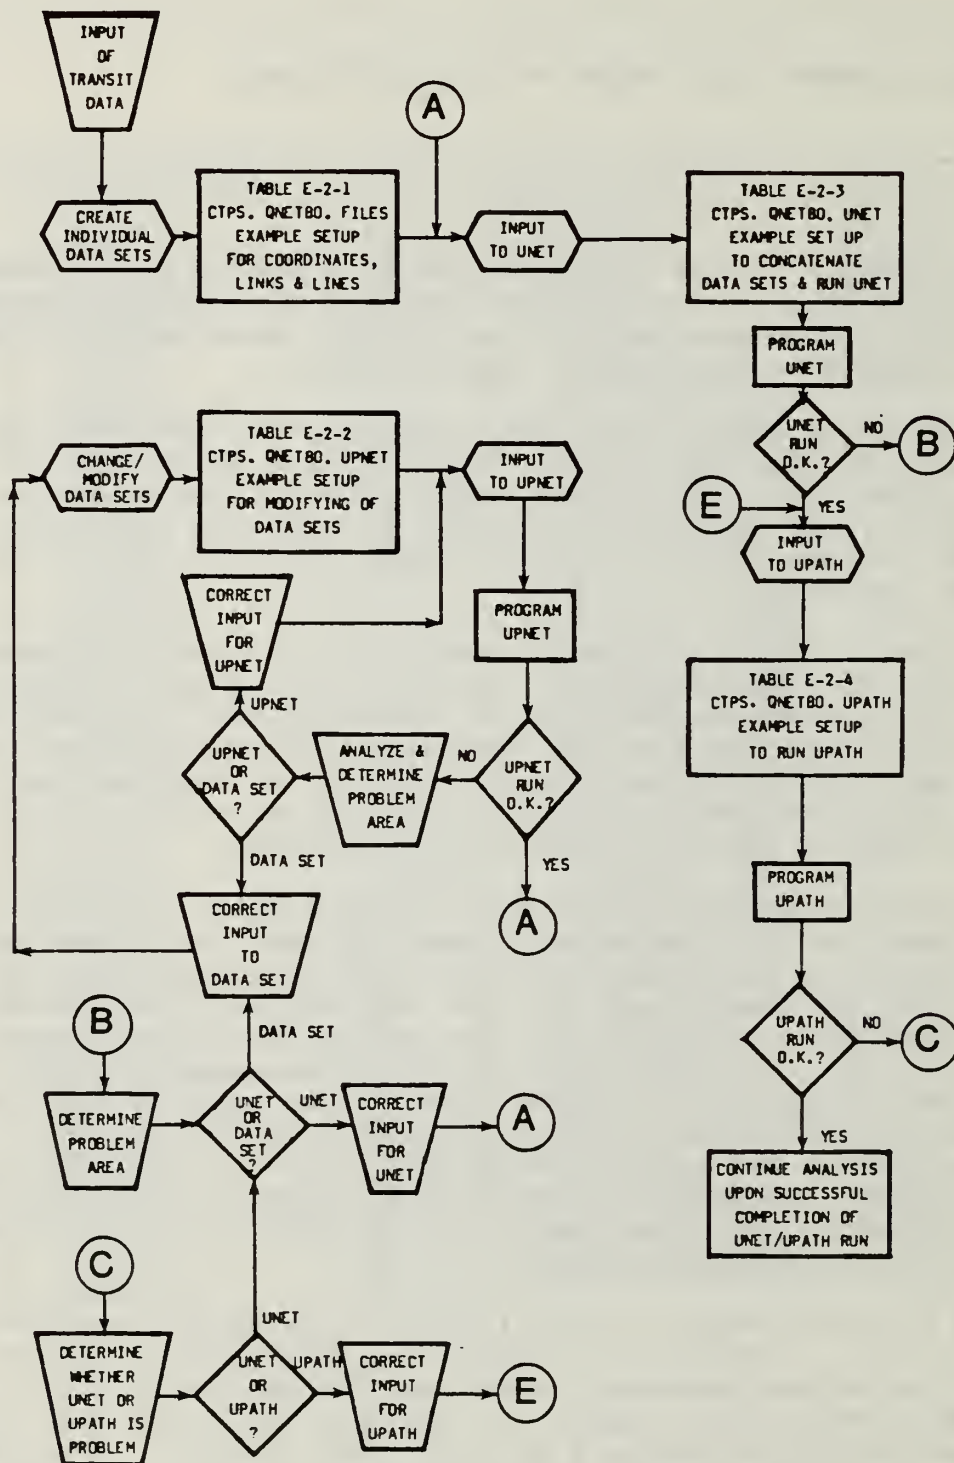 INPUT
OF
TRANSIT
DATA
A
CREATE
INDIVIDUAL
DATA SETS
TABLE E-2-1
CTPS. QNET80. FILES
EXAMPLE SETUP
FOR COORDINATES,
LINKS & LINES
INPUT
TO UNET
TABLE E-2-3
CTPS. QNET80. UNET
EXAMPLE SET UP
TO CONCATENATE
DATA SETS & RUN UNET
PROGRAM
UNET
UNET
RUN
O.K.?
NO
B
YES
E
INPUT
TO UPATH
CHANGE/
MODIFY
DATA SETS
TABLE E-2-2
CTPS. QNET80. UPNET
EXAMPLE SETUP
FOR MODIFYING OF
DATA SETS
INPUT
TO UPNET
CORRECT
INPUT
FOR
UPNET
PROGRAM
UPNET
UPNET
UPNET
OR
DATA SET
?
ANALYZE &
DETERMINE
PROBLEM
AREA
NO
UPNET
RUN
O.K.?
YES
A
TABLE E-2-4
CTPS. QNET80. UPATH
EXAMPLE SETUP
TO RUN UPATH
PROGRAM
UPATH
DATA SET
CORRECT
INPUT
TO
DATA SET
UPATH
RUN
O.K.?
NO
C
YES
CONTINUE ANALYSIS
UPON SUCCESSFUL
COMPLETION OF
UNET/UPATH RUN
B
DATA SET
DETERMINE
PROBLEM
AREA
UNET
OR
DATA
SET
?
UNET
CORRECT
INPUT
FOR
UNET
A
C
UNET
DETERMINE
WHETHER
UNET OR
UPATH IS
PROBLEM
UNET
OR
UPATH
?
UPATH
CORRECT
INPUT
FOR
UPATH
E